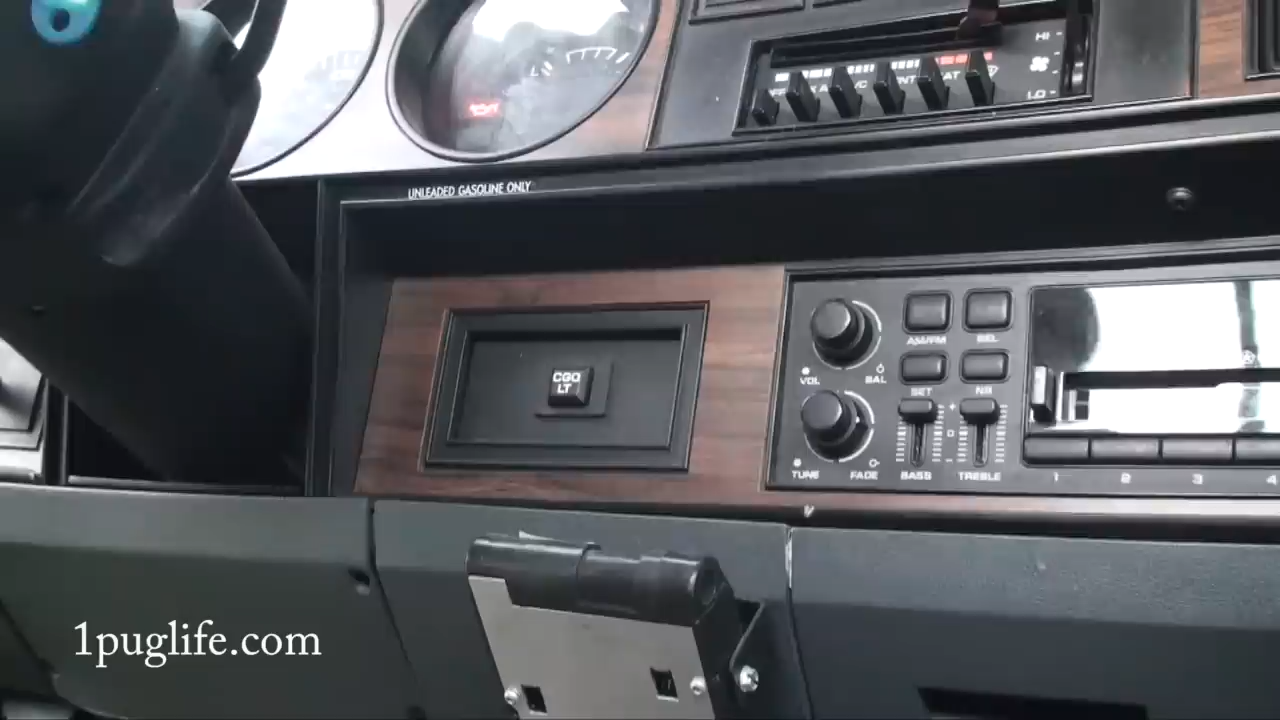 HI
LO
UNLEADED GASOLINE ONLY
CGO
LT
AM/FM
SEL
VOL
BAL
SET
NR
TUNE
FADE
BASS
TREBLE
1
2
3
4
1puglife.com